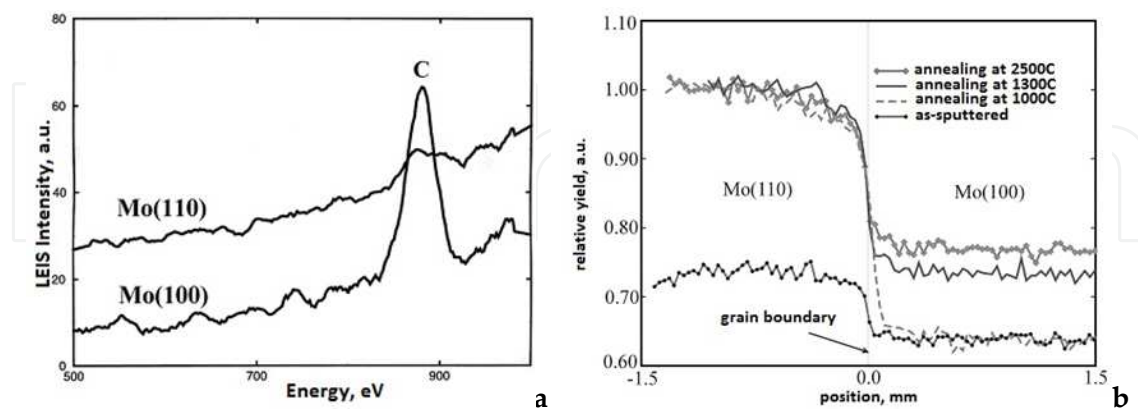 80
60
40
20
0
500
700
900
LEIS Intensity, a.u.
Energy, eV
C
Mo(110)
Mo(100)
a
1.10
1.00
0.90
0.80
0.70
0.60
-1.5
0.0
1.5
relative yield, a.u.
position, mm
annealing at 2500C
annealing at 1300C
annealing at 1000C
as-sputtered
Mo(110)
Mo(100)
grain boundary
b